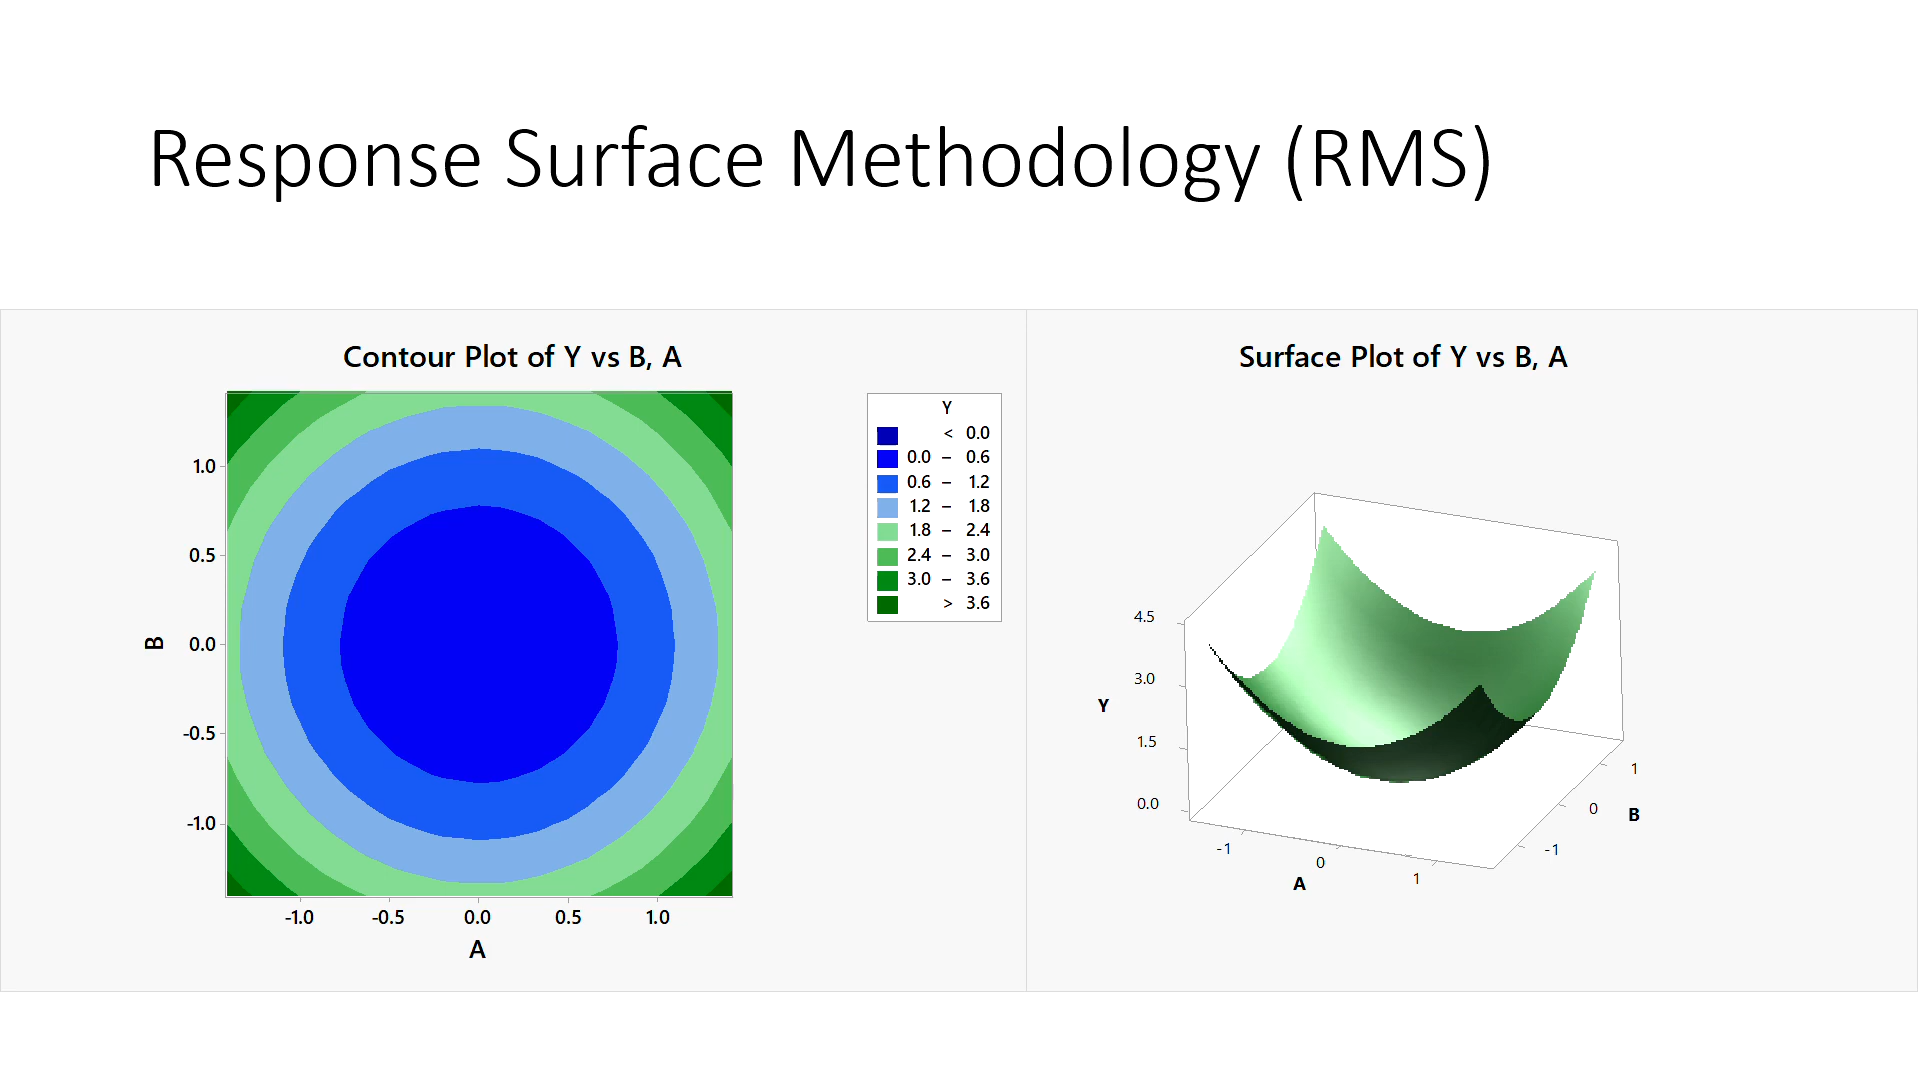 Response Surface Methodology (RMS)
Contour Plot of Y vs B, A
B
1.0
0.5
0.0
-0.5
-1.0
-1.0 -0.5 0.0 0.5 1.0
A
Y
< 0.0
0.0 – 0.6
0.6 – 1.2
1.2 – 1.8
1.8 – 2.4
2.4 – 3.0
3.0 – 3.6
> 3.6
Surface Plot of Y vs B, A
Y
4.5
3.0
1.5
0.0
-1 0 1
A
-1 0 1
B